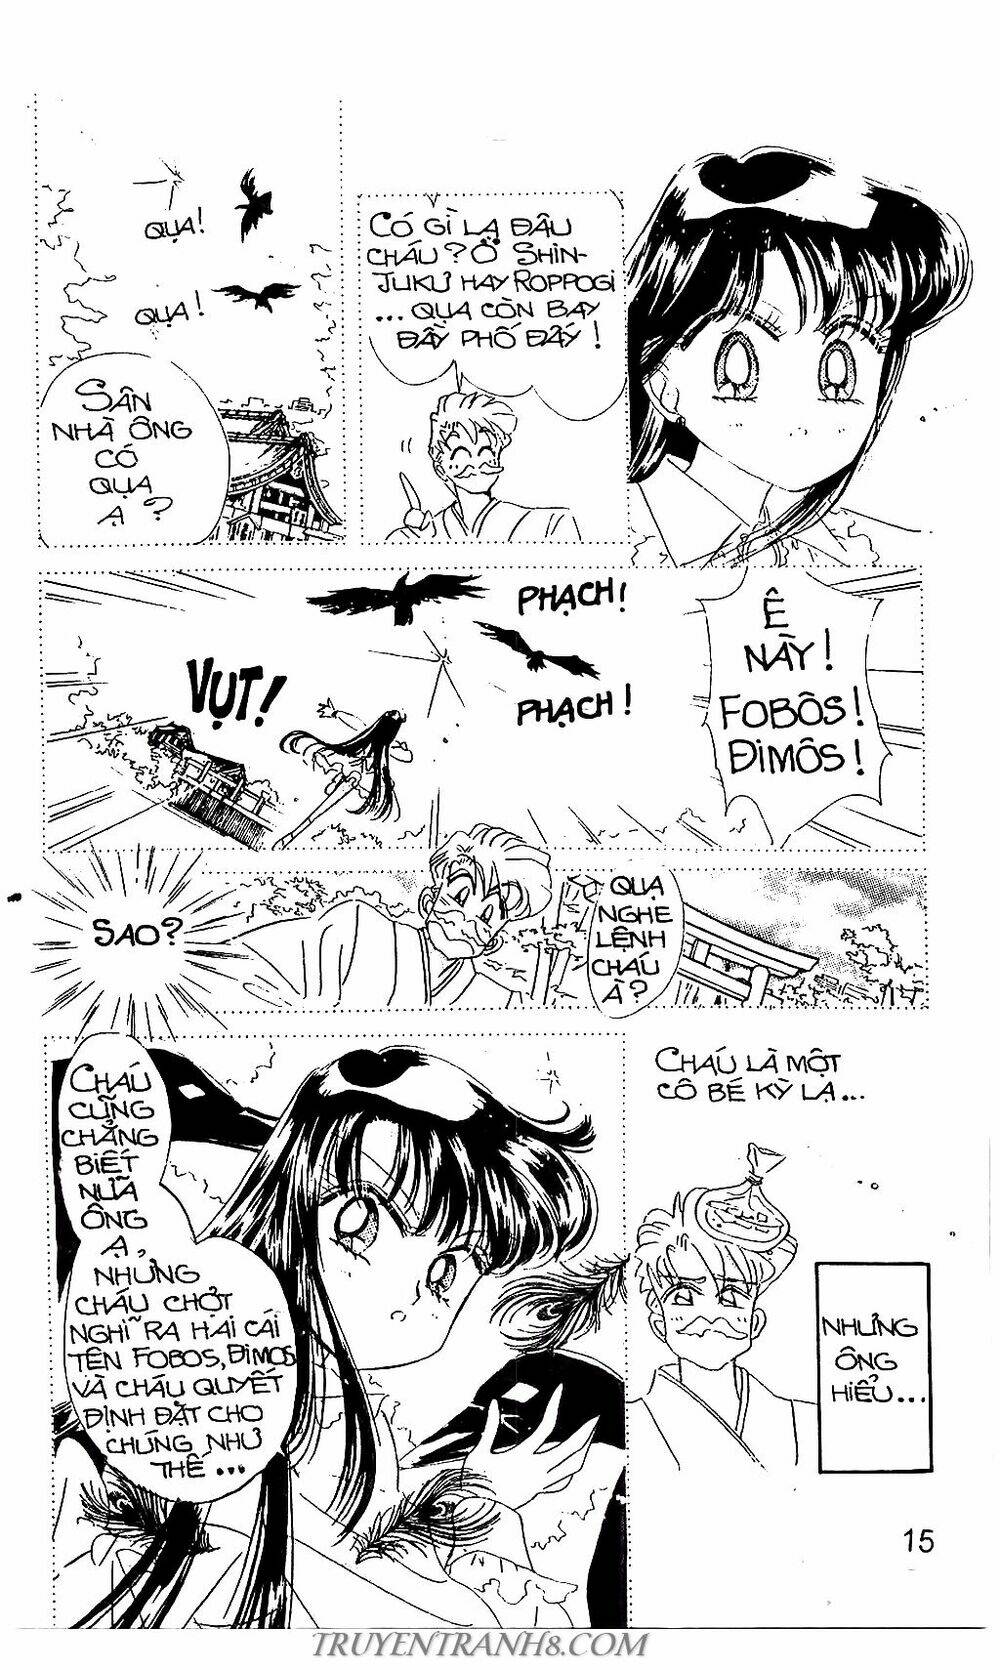 QUẠ!
QUẠ!
SÂN
NHÀ ÔNG
CÓ
QUẠ
Ạ?
CÓ GÌ LẠ ĐÂU
CHÁU? Ở SHIN-
JUKU HAY ROPPOGI
... QUẠ CÒN BAY
ĐẦY PHỐ ĐẤY!
VỤT!
PHẠCH!
PHẠCH!
Ê
NÀY!
FOBÔS!
ĐIMÔS!
SAO?
QUẠ
NGHE
LỆNH
CHÁU
À?
CHÁU
CŨNG
CHẲNG
BIẾT
NỮA
ÔNG
Ạ,
NHƯNG
CHÁU CHỢT
NGHĨ RA HAI CÁI
TÊN FOBOS, ĐIMOS
VÀ CHÁU QUYẾT
ĐỊNH ĐẶT CHO
CHÚNG NHƯ
THẾ...
CHÁU LÀ MỘT
CÔ BÉ KỲ LẠ...
NHƯNG
ÔNG
HIỂU...
15
TRUYENTRANH8.COM